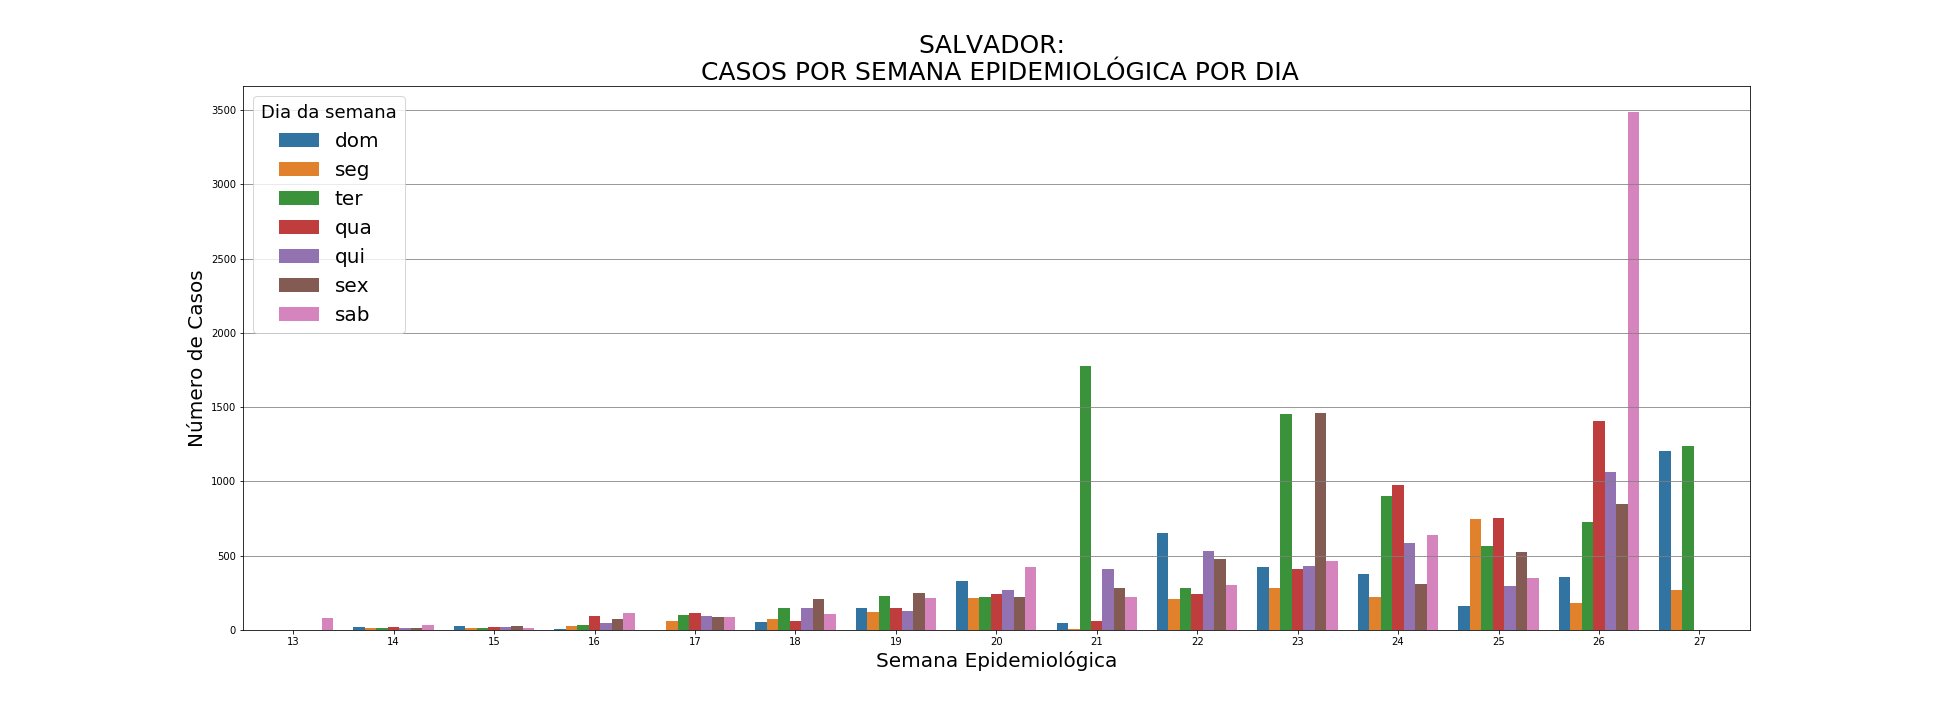 SALVADOR:
CASOS POR SEMANA EPIDEMIOLÓGICA POR DIA
Dia da semana
dom
seg
ter
qua
qui
sex
sab
Número de Casos
3500
3000
2500
2000
1500
1000
500
0
13 14 15 16 17 18 19 20 21 22 23 24 25 26 27
Semana Epidemiológica